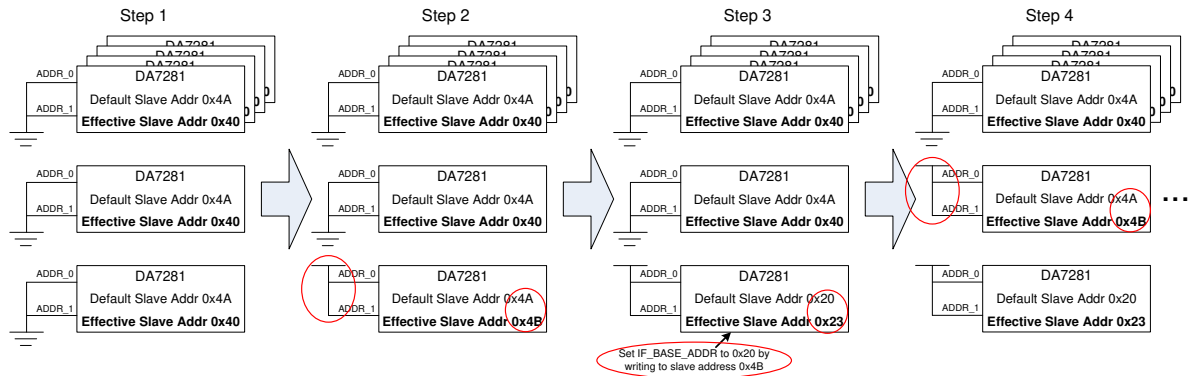 Step 1
DA7281
ADDR_0
ADDR_1
DA7281
Default Slave Addr 0x4A
Effective Slave Addr 0x40
ADDR_0
ADDR_1
DA7281
Default Slave Addr 0x4A
Effective Slave Addr 0x40
ADDR_0
ADDR_1
DA7281
Default Slave Addr 0x4A
Effective Slave Addr 0x40
Step 2
DA7281
ADDR_0
ADDR_1
DA7281
Default Slave Addr 0x4A
Effective Slave Addr 0x40
ADDR_0
ADDR_1
DA7281
Default Slave Addr 0x4A
Effective Slave Addr 0x40
ADDR_0
ADDR_1
DA7281
Default Slave Addr 0x4A
Effective Slave Addr 0x4B
Step 3
DA7281
ADDR_0
ADDR_1
DA7281
Default Slave Addr 0x4A
Effective Slave Addr 0x40
ADDR_0
ADDR_1
DA7281
Default Slave Addr 0x4A
Effective Slave Addr 0x40
ADDR_0
ADDR_1
DA7281
Default Slave Addr 0x20
Effective Slave Addr 0x23
Set IF_BASE_ADDR to 0x20 by
writing to slave address 0x4B
Step 4
DA7281
ADDR_0
ADDR_1
DA7281
Default Slave Addr 0x4A
Effective Slave Addr 0x40
ADDR_0
ADDR_1
DA7281
Default Slave Addr 0x4A
Effective Slave Addr 0x4B
...
ADDR_0
ADDR_1
DA7281
Default Slave Addr 0x20
Effective Slave Addr 0x23